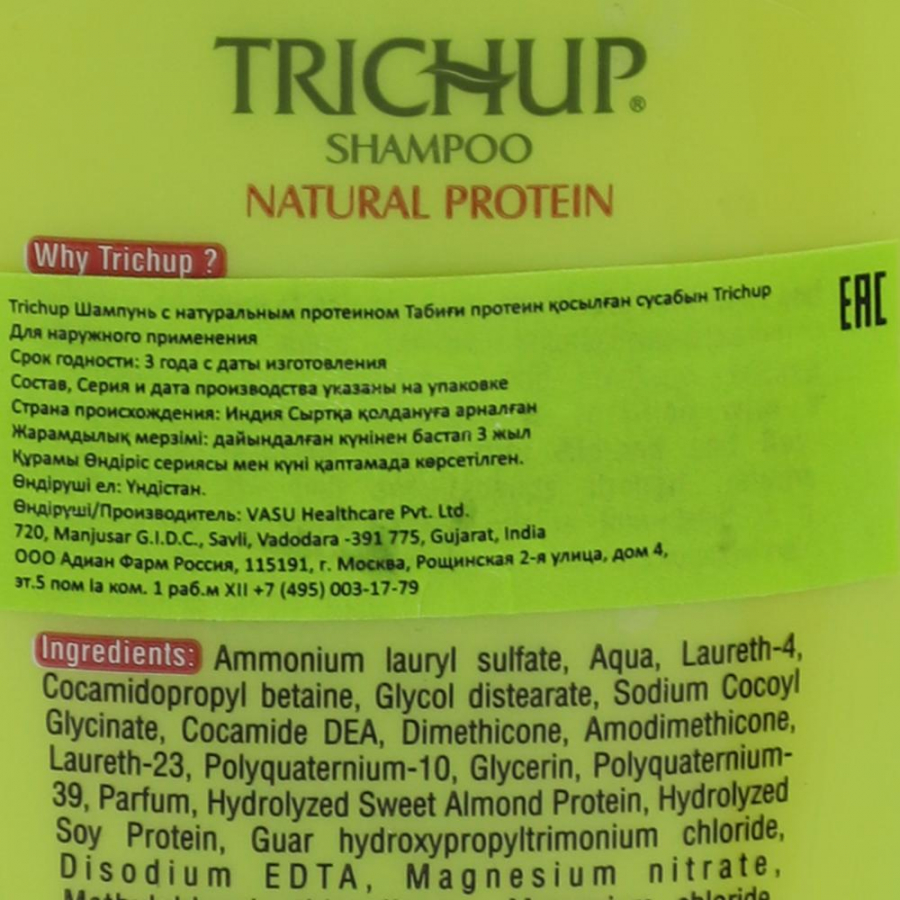 TRICHUP®
SHAMPOO
NATURAL PROTEIN
Why Trichup ?
Trichup Шампунь с натуральным протеином Табиғи протеин қосылған сусабын Trichup
EAC
Для наружного применения
Срок годности: 3 года с даты изготовления
Состав, Серия и дата производства указаны на упаковке
Страна происхождения: Индия Сыртқа қолдануға арналған
Жарамдылық мерзімі: дайындалған күнінен бастап 3 жыл
Құрамы Өндіріс сериясы мен күні қаптамада көрсетілген.
Өндіруші ел: Үндістан.
Өндіруші/Производитель: VASU Healthcare Pvt. Ltd.
720, Manjusar G.I.D.C., Savli, Vadodara -391 775, Gujarat, India
ООО Адиан Фарм Россия, 115191, г. Москва, Рощинская 2-я улица, дом 4,
эт.5 пом Iа ком. 1 раб.м XII +7 (495) 003-17-79
Ingredients: Ammonium lauryl sulfate, Aqua, Laureth-4,
Cocamidopropyl betaine, Glycol distearate, Sodium Cocoyl
Glycinate, Cocamide DEA, Dimethicone, Amodimethicone,
Laureth-23, Polyquaternium-10, Glycerin, Polyquaternium-
39, Parfum, Hydrolyzed Sweet Almond Protein, Hydrolyzed
Soy Protein, Guar hydroxypropyltrimonium chloride,
Disodium EDTA, Magnesium nitrate,
chloride,